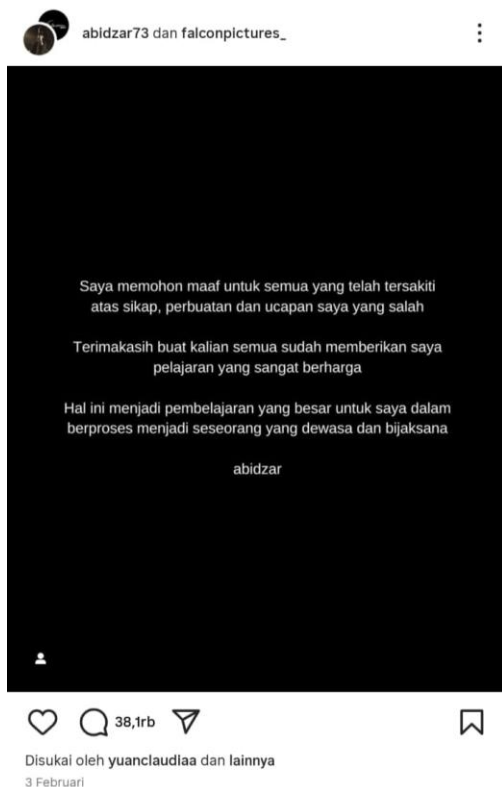 abidzar73 dan falconpictures_
Saya memohon maaf untuk semua yang telah tersakiti
atas sikap, perbuatan dan ucapan saya yang salah
Terimakasih buat kalian semua sudah memberikan saya
pelajaran yang sangat berharga
Hal ini menjadi pembelajaran yang besar untuk saya dalam
berproses menjadi seseorang yang dewasa dan bijaksana
abidzar
38,1rb
Disukai oleh yuanclaudiaa dan lainnya
3 Februari